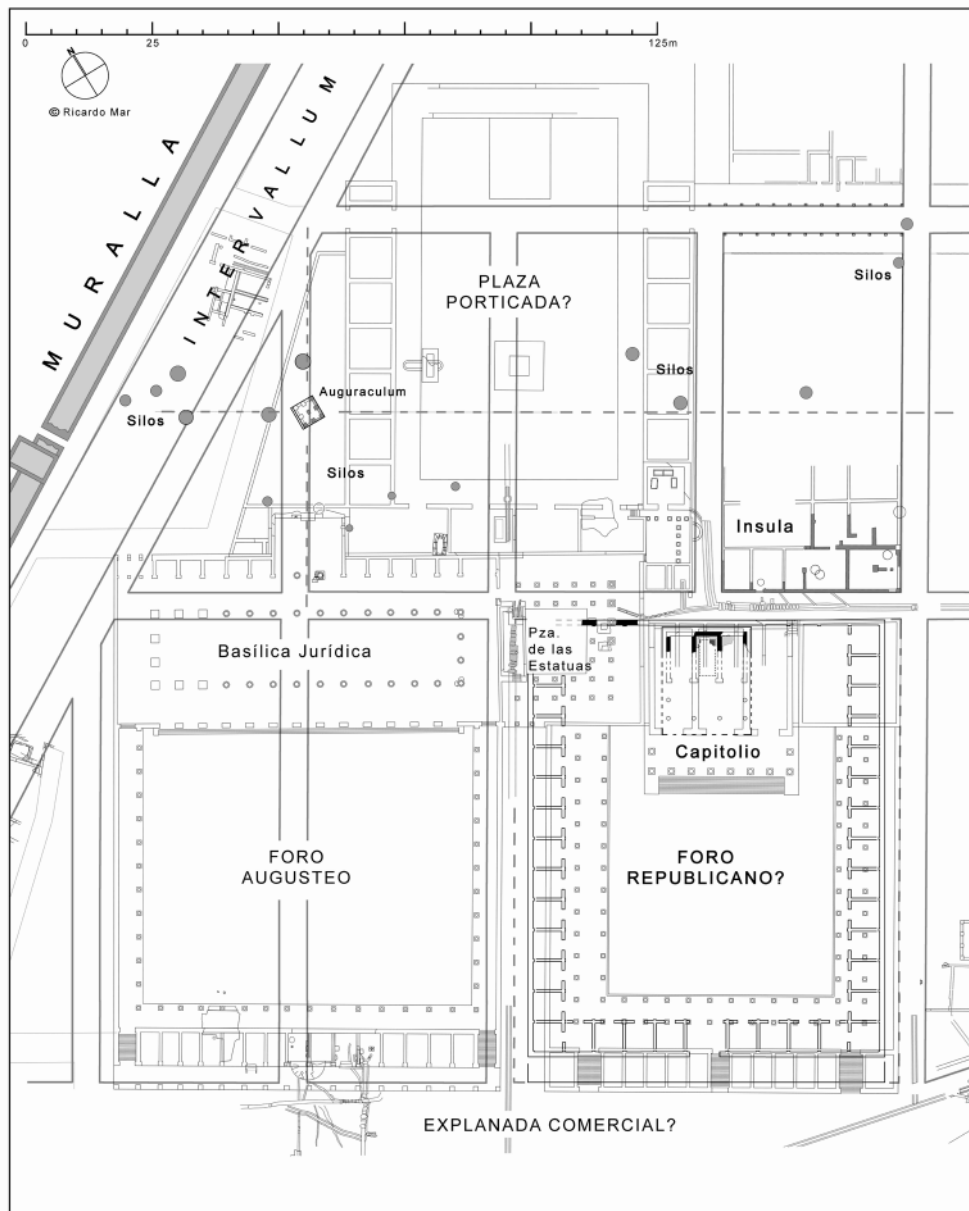 0 25 125m
N
© Ricardo Mar
MURALLA
INTERVALLUM
PLAZA
PORTICADA?
Silos
Silos
Auguraculum
Silos
Silos
Insula
Basílica Jurídica
Pza.
de las
Estatuas
Capitolio
FORO
AUGUSTEO
FORO
REPUBLICANO?
EXPLANADA COMERCIAL?